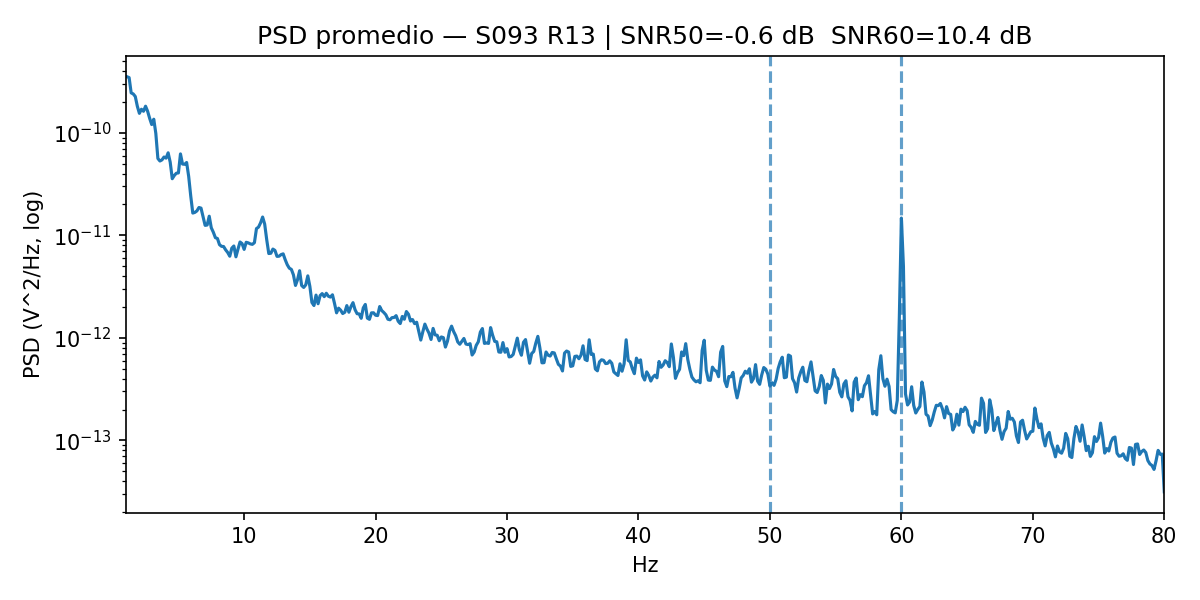 PSD promedio — S093 R13 | SNR50=-0.6 dB  SNR60=10.4 dB
PSD (V^2/Hz, log)
10⁻¹⁰
10⁻¹¹
10⁻¹²
10⁻¹³
10 20 30 40 50 60 70 80
Hz